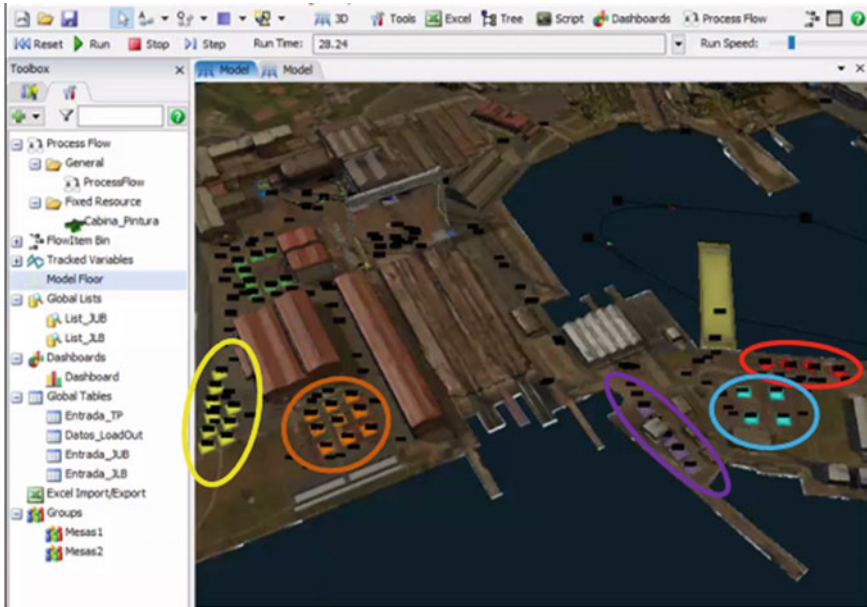 3D Tools Excel Tree Script Dashboards Process Flow
Reset Run Stop Step Run Time: 28.24 Run Speed:
Toolbox
Model Model
Process Flow
General
ProcessFlow
Fixed Resource
Cabina_Pintura
FlowItem Bin
Tracked Variables
Model Floor
Global Lists
List_JUB
List_JLB
Dashboards
Dashboard
Global Tables
Entrada_TP
Datos_LoadOut
Entrada_JUB
Entrada_JLB
Excel Import/Export
Groups
Mesas1
Mesas2